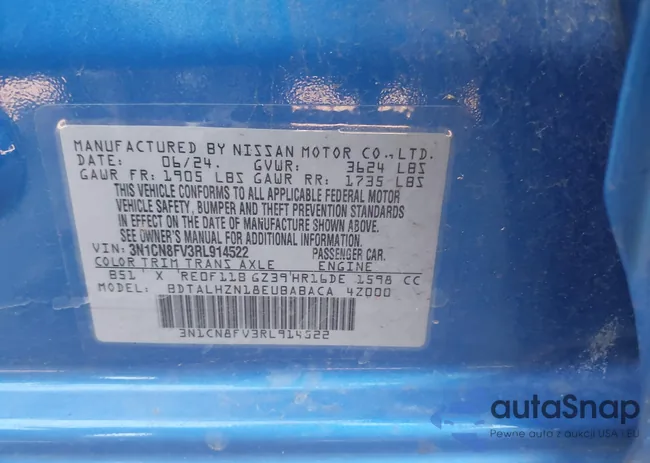 MANUFACTURED BY NISSAN MOTOR CO.,LTD.
DATE: 06/24. GVWR: 3624 LBS
GAWR FR: 1905 LBS GAWR RR: 1735 LBS
THIS VEHICLE CONFORMS TO ALL APPLICABLE FEDERAL MOTOR
VEHICLE SAFETY, BUMPER AND THEFT PREVENTION STANDARDS
IN EFFECT ON THE DATE OF MANUFACTURE SHOWN ABOVE.
SEE OWNER'S MANUAL FOR ADDITIONAL INFORMATION.
VIN: 3N1CN8FV3RL914522 PASSENGER CAR.
COLOR TRIM TRANS AXLE ENGINE
B51 X RE0F11B GZ39 HR16DE 1598 CC
MODEL: BDTALHZN18EUBABACA 42000
3N1CN8FV3RL914522
autaSnap
Pewne auta z aukcji USA i EU